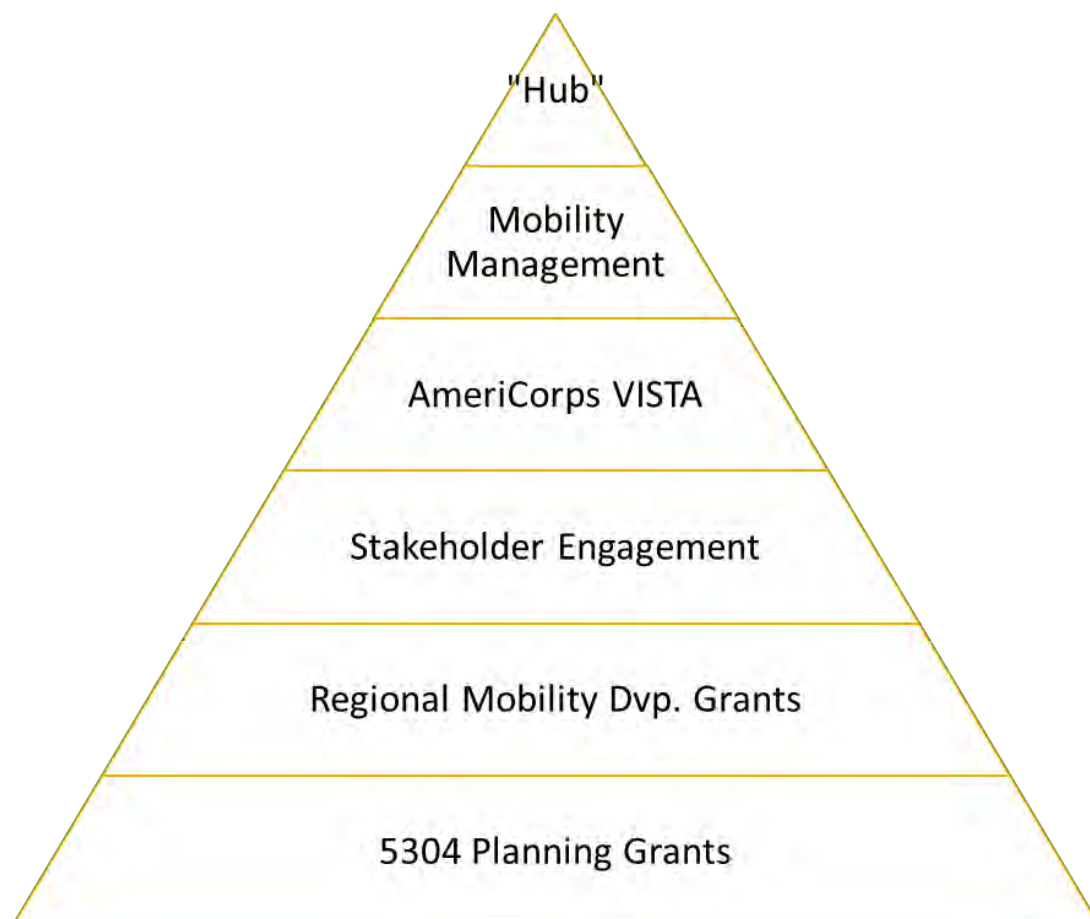 "Hub"
Mobility
Management
AmeriCorps VISTA
Stakeholder Engagement
Regional Mobility Dvp. Grants
5304 Planning Grants